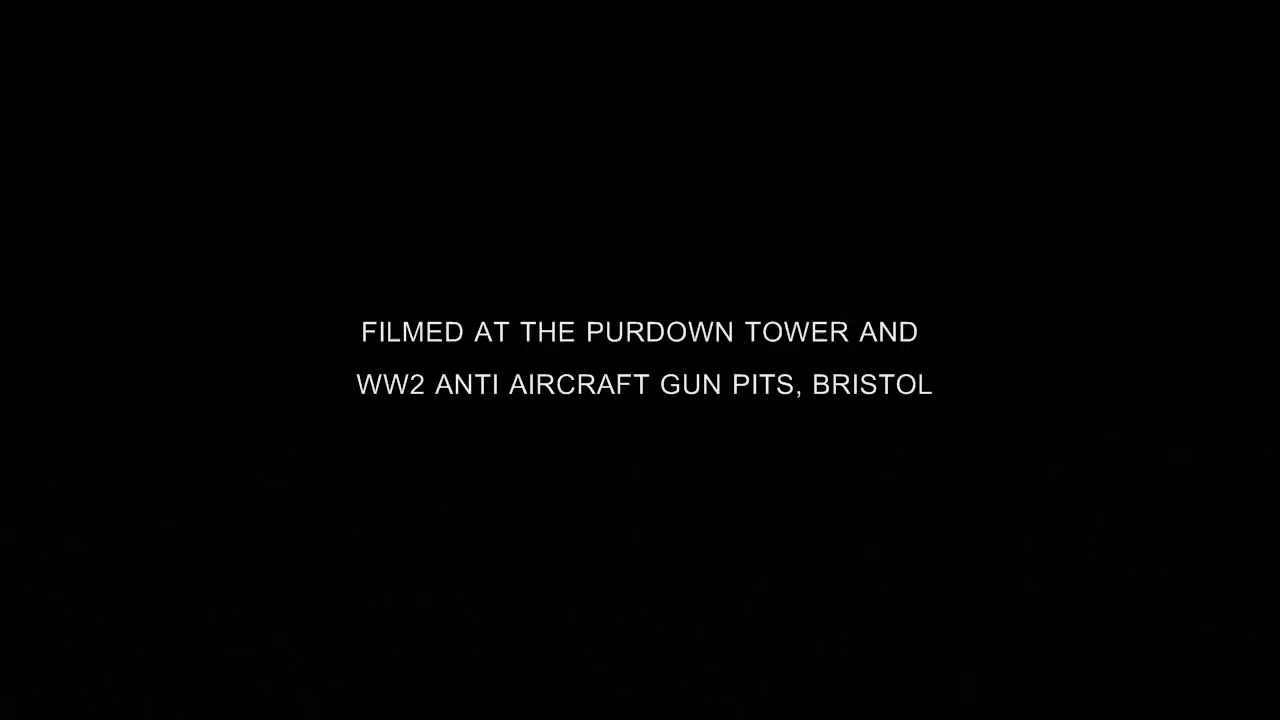 FILMED AT THE PURDOWN TOWER AND
WW2 ANTI AIRCRAFT GUN PITS, BRISTOL